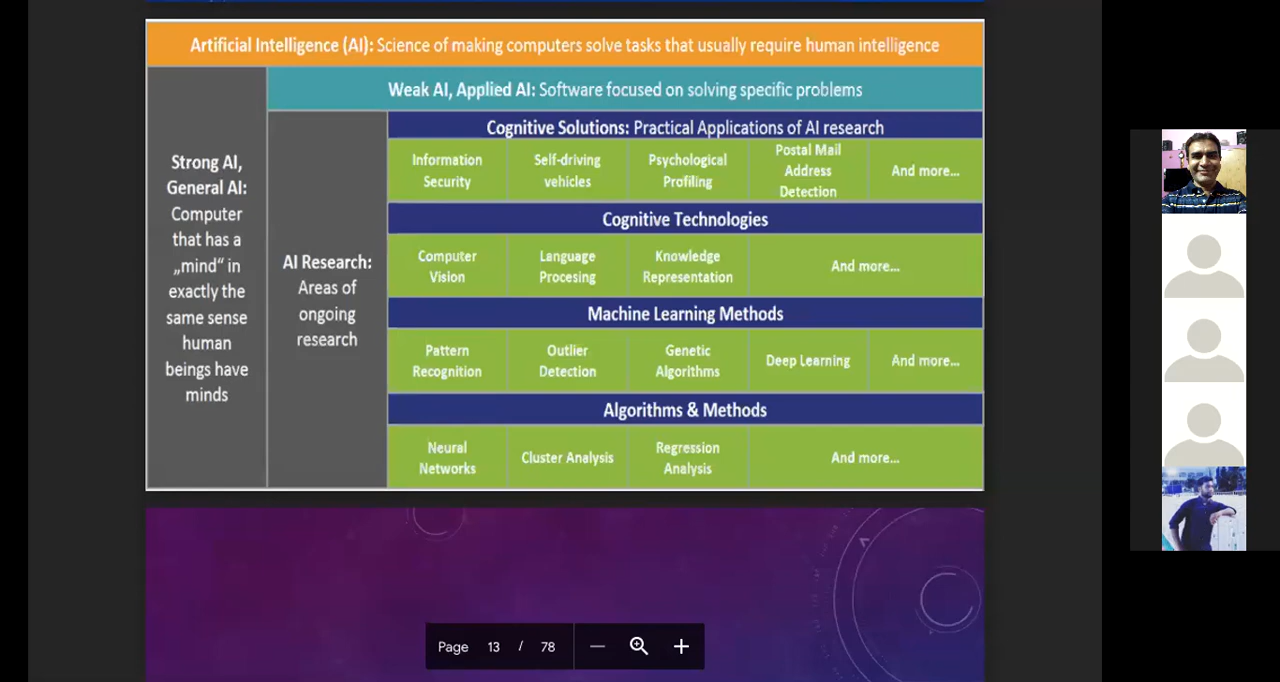 Artificial Intelligence (AI): Science of making computers solve tasks that usually require human intelligence
Weak AI, Applied AI: Software focused on solving specific problems
Strong AI,
General AI:
Computer
that has a
„mind“ in
exactly the
same sense
human
beings have
minds
AI Research:
Areas of
ongoing
research
Cognitive Solutions: Practical Applications of AI research
Information
Security
Self-driving
vehicles
Psychological
Profiling
Postal Mail
Address
Detection
And more...
Cognitive Technologies
Computer
Vision
Language
Procesing
Knowledge
Representation
And more...
Machine Learning Methods
Pattern
Recognition
Outlier
Detection
Genetic
Algorithms
Deep Learning
And more...
Algorithms & Methods
Neural
Networks
Cluster Analysis
Regression
Analysis
And more...
Page 13 / 78